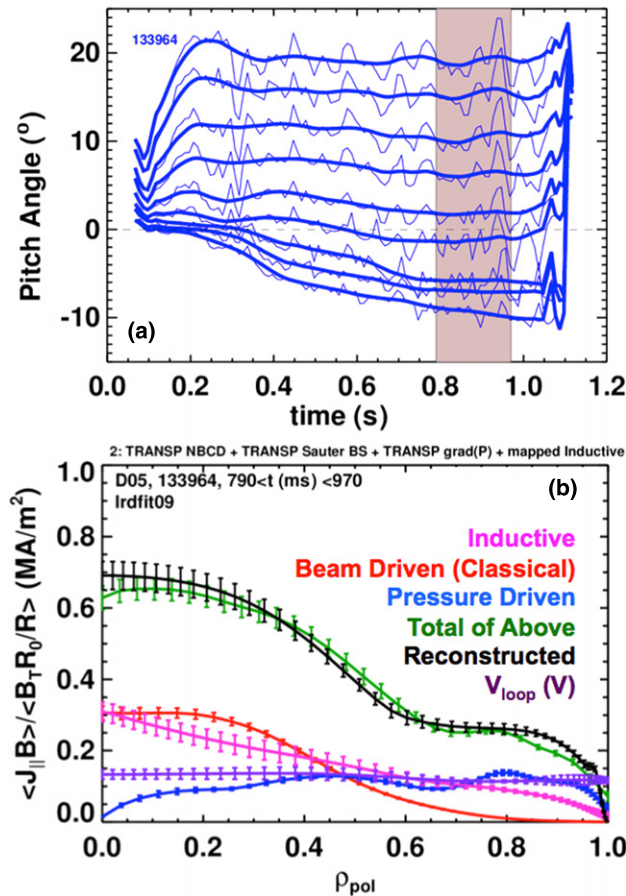 20
10
0
-10
Pitch Angle (°)
133964
(a)
0.0 0.2 0.4 0.6 0.8 1.0 1.2
time (s)
2: TRANSP NBCD + TRANSP Sauter BS + TRANSP grad(P) + mapped Inductive
1.0
0.8
0.6
0.4
0.2
0.0
<J||B>/<BTR0/R> (MA/m²)
D05, 133964, 790<t (ms) <970
lrdfit09
(b)
Inductive
Beam Driven (Classical)
Pressure Driven
Total of Above
Reconstructed
Vloop (V)
0.0 0.2 0.4 0.6 0.8 1.0
ρpol